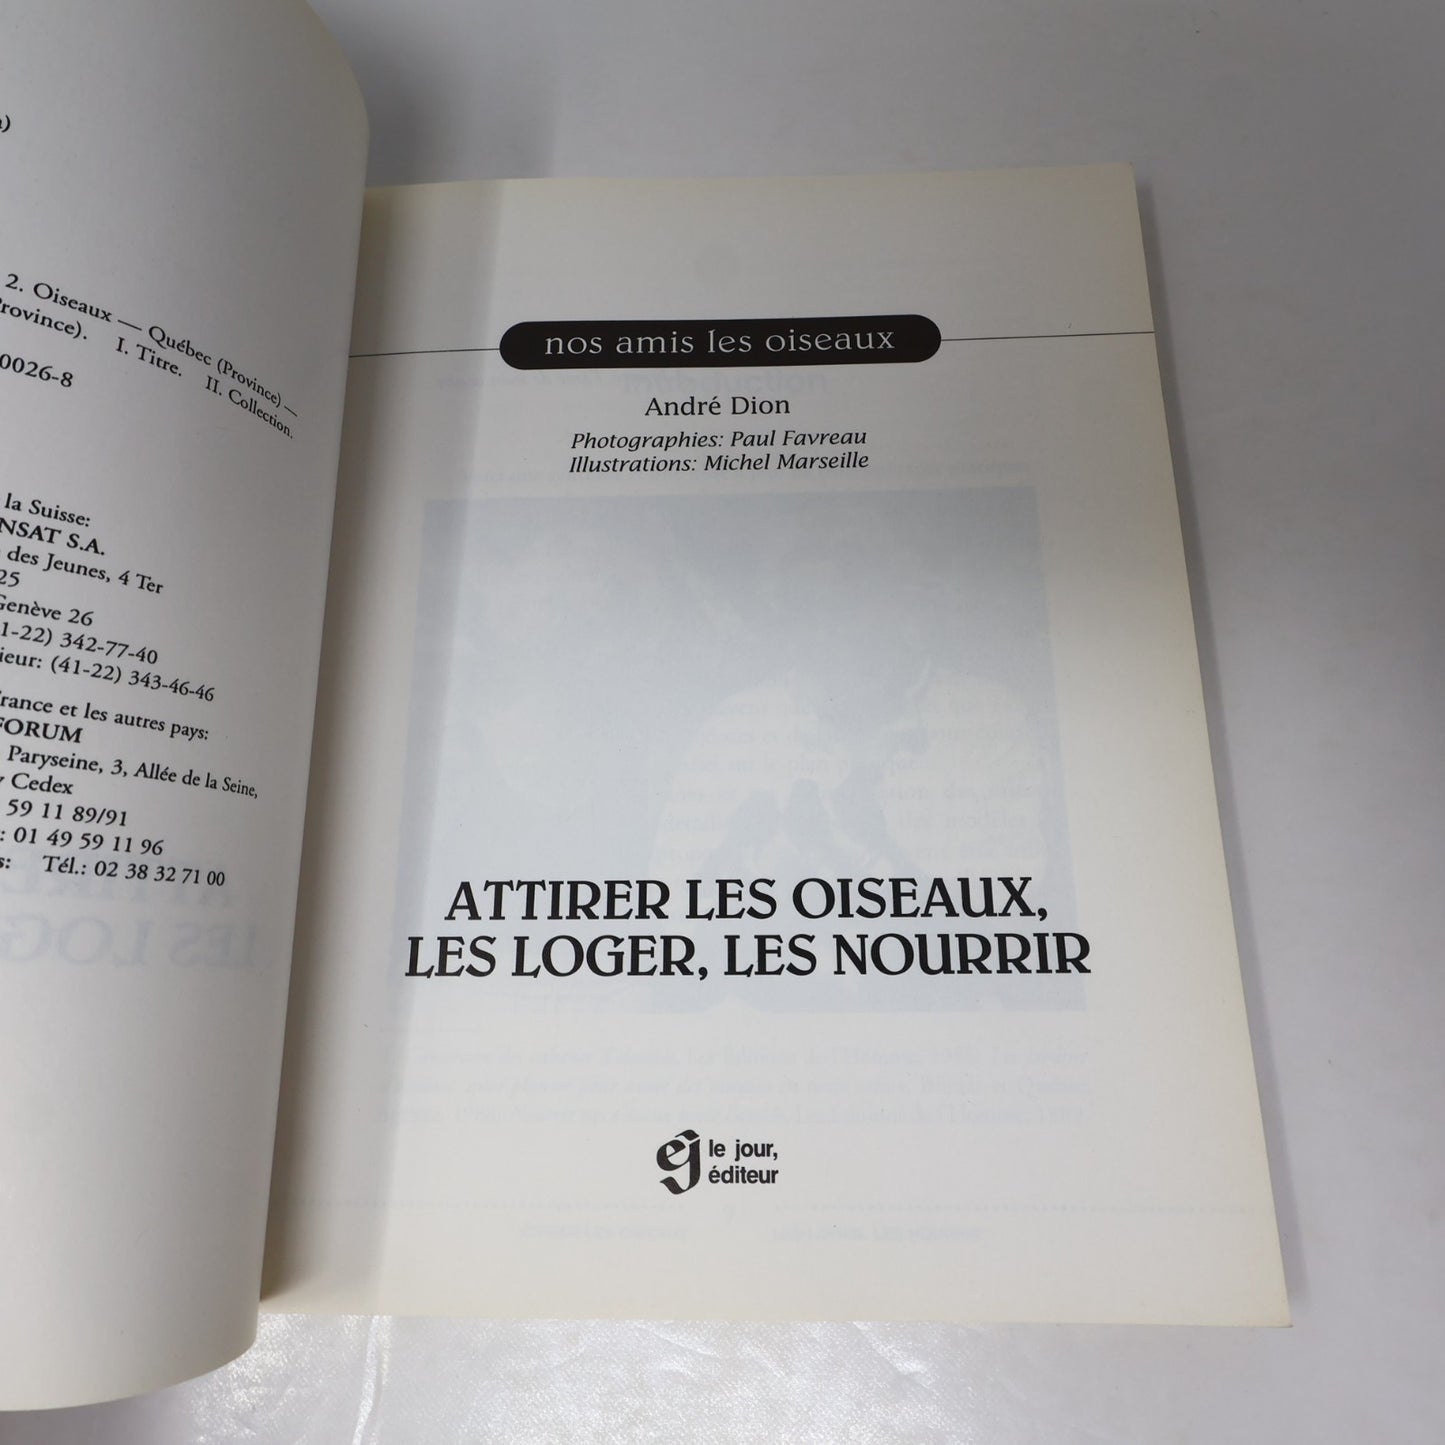 )
2. Oiseaux — Québec (Province) —
Province). I. Titre. II. Collection.
0026-8
la Suisse:
NSAT S.A.
des Jeunes, 4 Ter
25
Genève 26
1-22) 342-77-40
ieur: (41-22) 343-46-46
rance et les autres pays:
FORUM
Paryseine, 3, Allée de la Seine,
y Cedex
59 11 89/91
: 01 49 59 11 96
s: Tél.: 02 38 32 71 00
nos amis les oiseaux
André Dion
Photographies: Paul Favreau
Illustrations: Michel Marseille
ATTIRER LES OISEAUX,
LES LOGER, LES NOURRIR
ej le jour,
éditeur